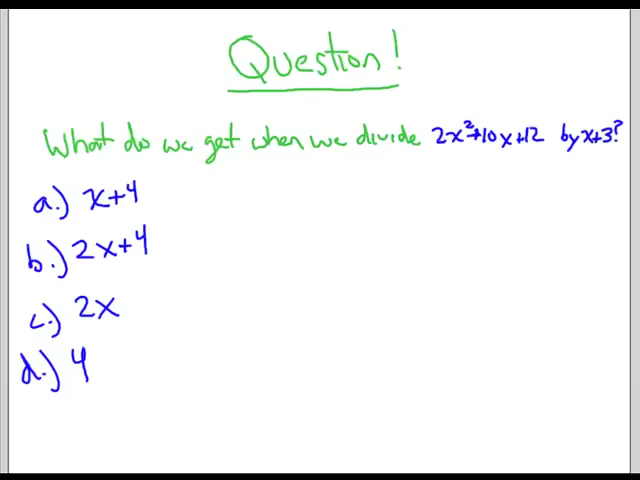 Question!
What do we get when we divide 2x²+10x+12 by x+3?
a.) x+4
b.) 2x+4
c.) 2x
d.) 4